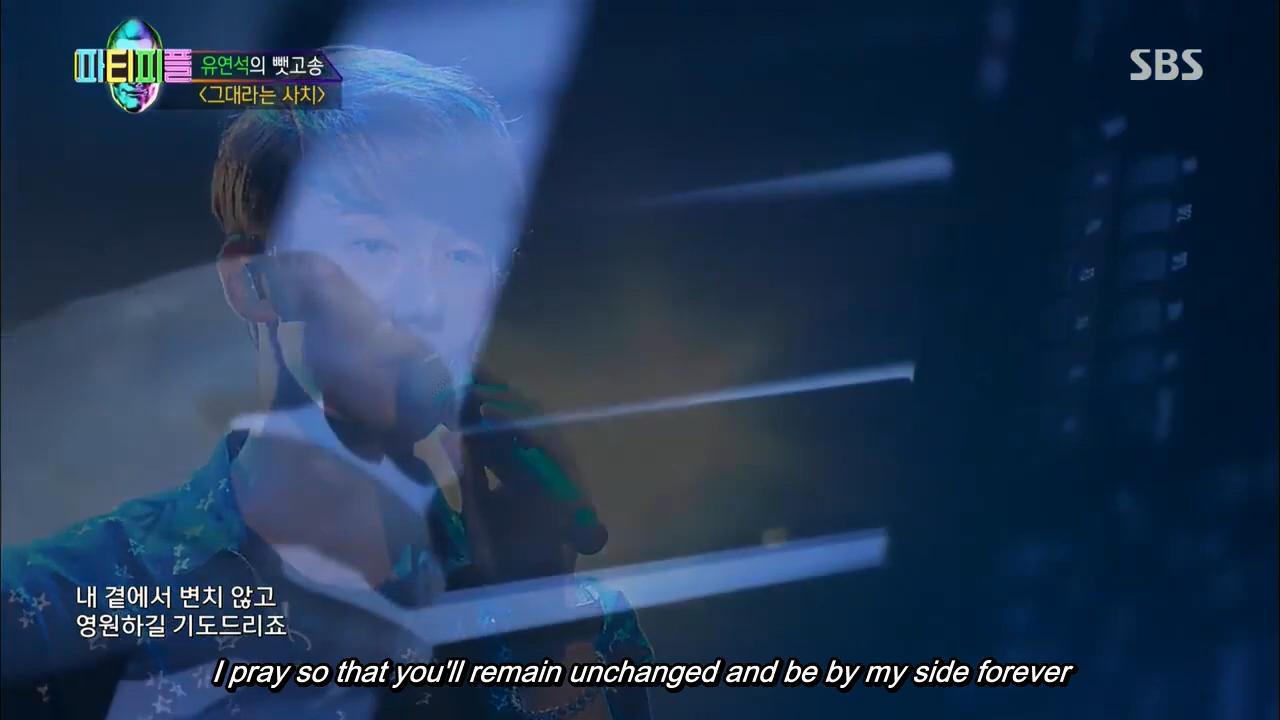 파티피플
유연석의 뺏고송
<그대라는 사치>
SBS
내 곁에서 변치 않고
영원하길 기도드리죠
I pray so that you'll remain unchanged and be by my side forever